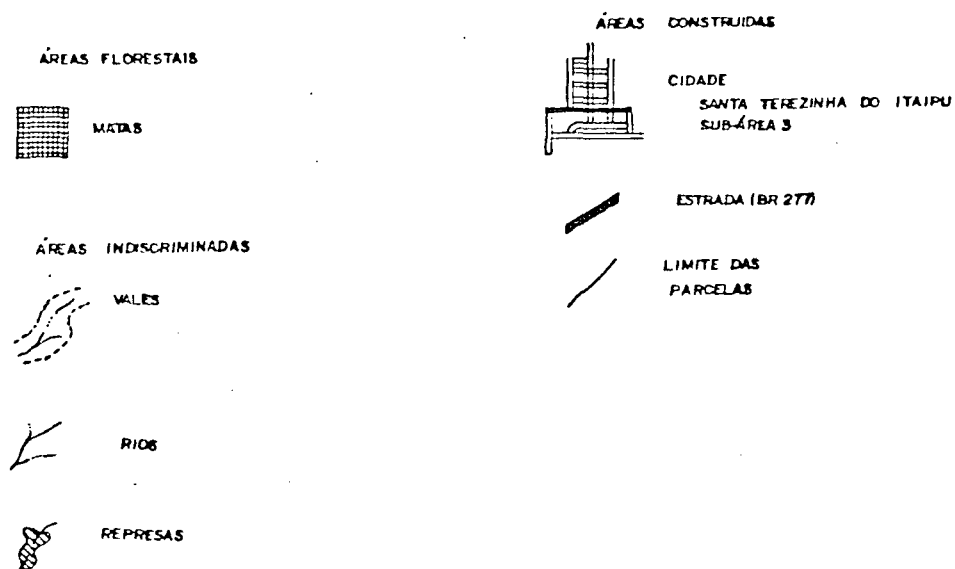 ÁREAS FLORESTAIS
MATAS
ÁREAS INDISCRIMINADAS
VALES
RIOS
REPRESAS
ÁREAS CONSTRUIDAS
CIDADE
SANTA TEREZINHA DO ITAIPU
SUB-ÁREA 3
ESTRADA (BR 277)
LIMITE DAS
PARCELAS